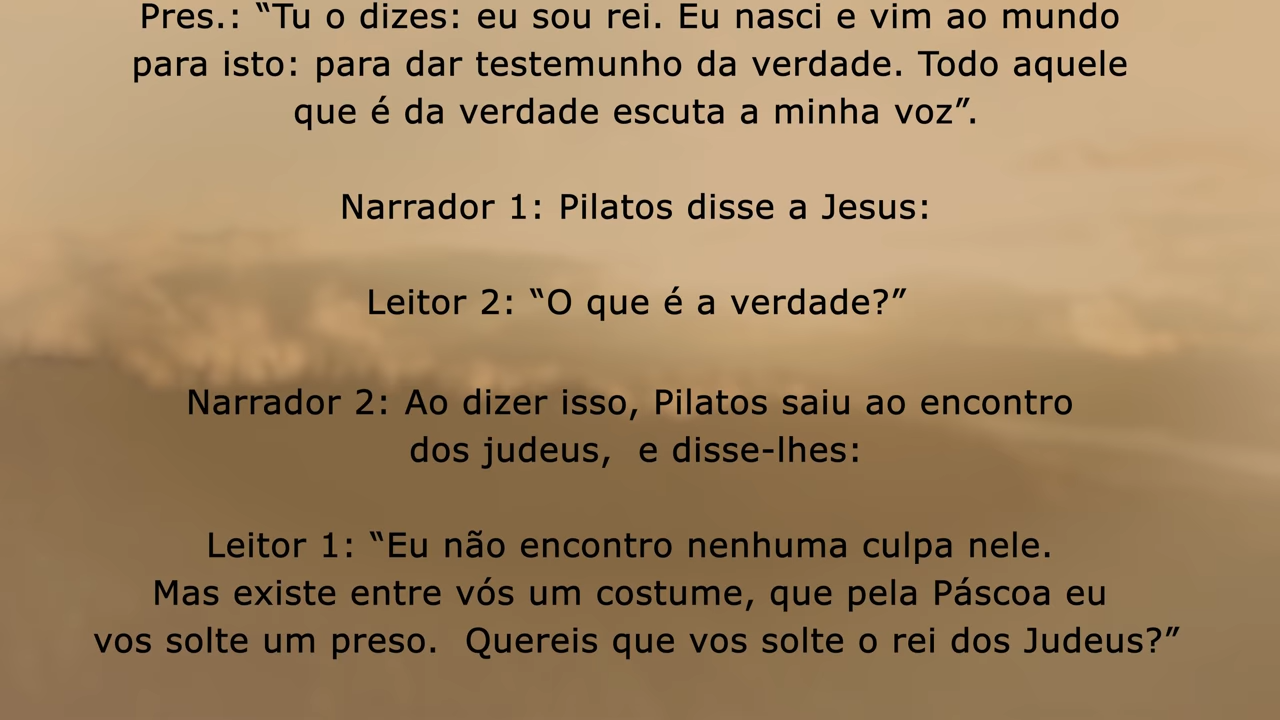 Pres.: “Tu o dizes: eu sou rei. Eu nasci e vim ao mundo
para isto: para dar testemunho da verdade. Todo aquele
que é da verdade escuta a minha voz”.
Narrador 1: Pilatos disse a Jesus:
Leitor 2: “O que é a verdade?”
Narrador 2: Ao dizer isso, Pilatos saiu ao encontro
dos judeus,  e disse-lhes:
Leitor 1: “Eu não encontro nenhuma culpa nele.
Mas existe entre vós um costume, que pela Páscoa eu
vos solte um preso.  Quereis que vos solte o rei dos Judeus?”